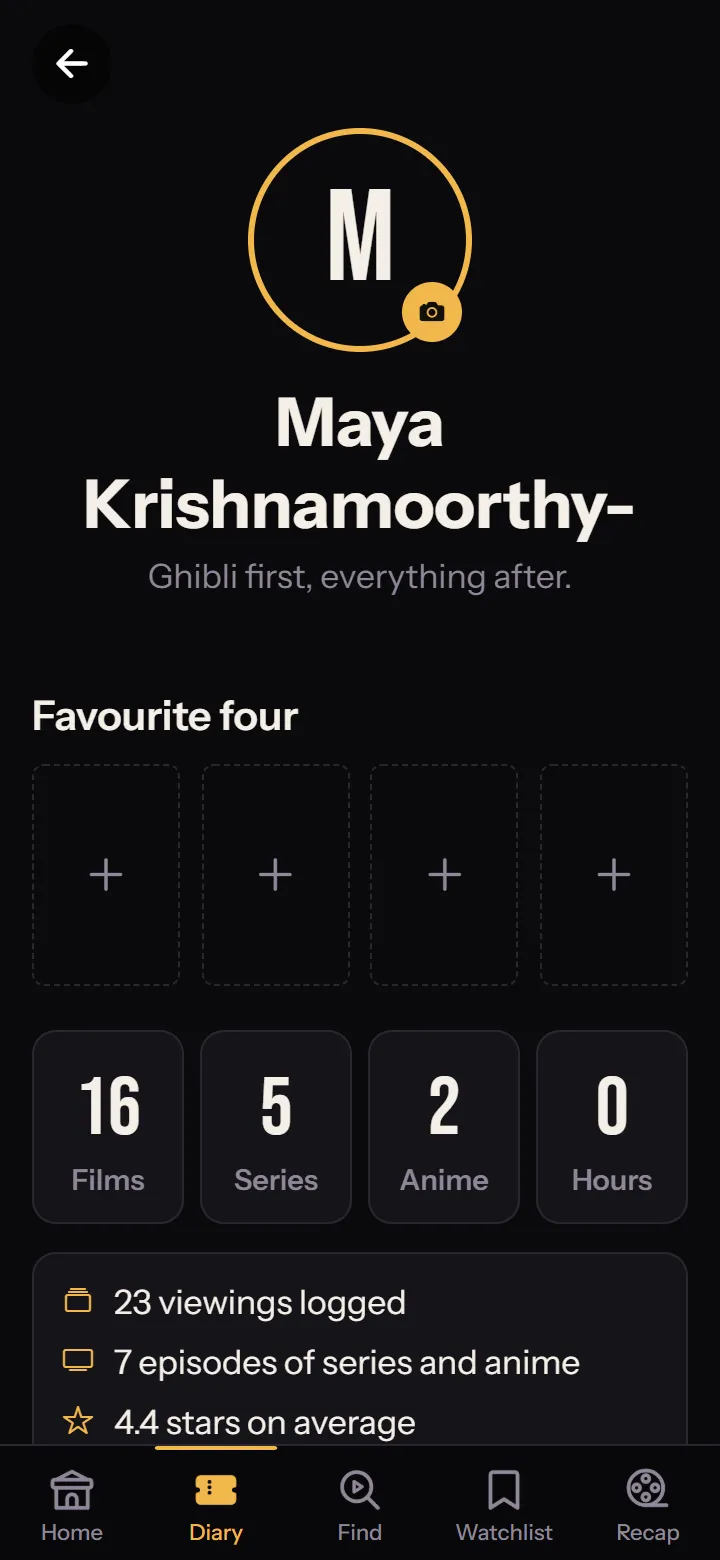 M
Maya
Krishnamoorthy-
Ghibli first, everything after.
Favourite four
16
Films
5
Series
2
Anime
0
Hours
23 viewings logged
7 episodes of series and anime
4.4 stars on average
Home
Diary
Find
Watchlist
Recap